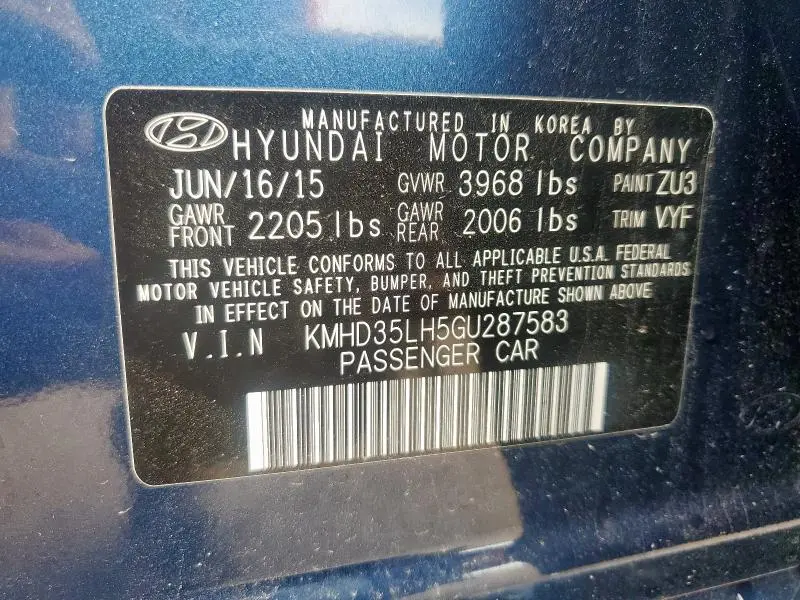 MANUFACTURED IN KOREA BY
HYUNDAI MOTOR COMPANY
JUN/16/15 GVWR 3968 lbs PAINT ZU3
GAWR FRONT 2205 lbs GAWR REAR 2006 lbs TRIM VYF
THIS VEHICLE CONFORMS TO ALL APPLICABLE U.S.A. FEDERAL
MOTOR VEHICLE SAFETY, BUMPER, AND THEFT PREVENTION STANDARDS
IN EFFECT ON THE DATE OF MANUFACTURE SHOWN ABOVE
V.I.N KMHD35LH5GU287583
PASSENGER CAR